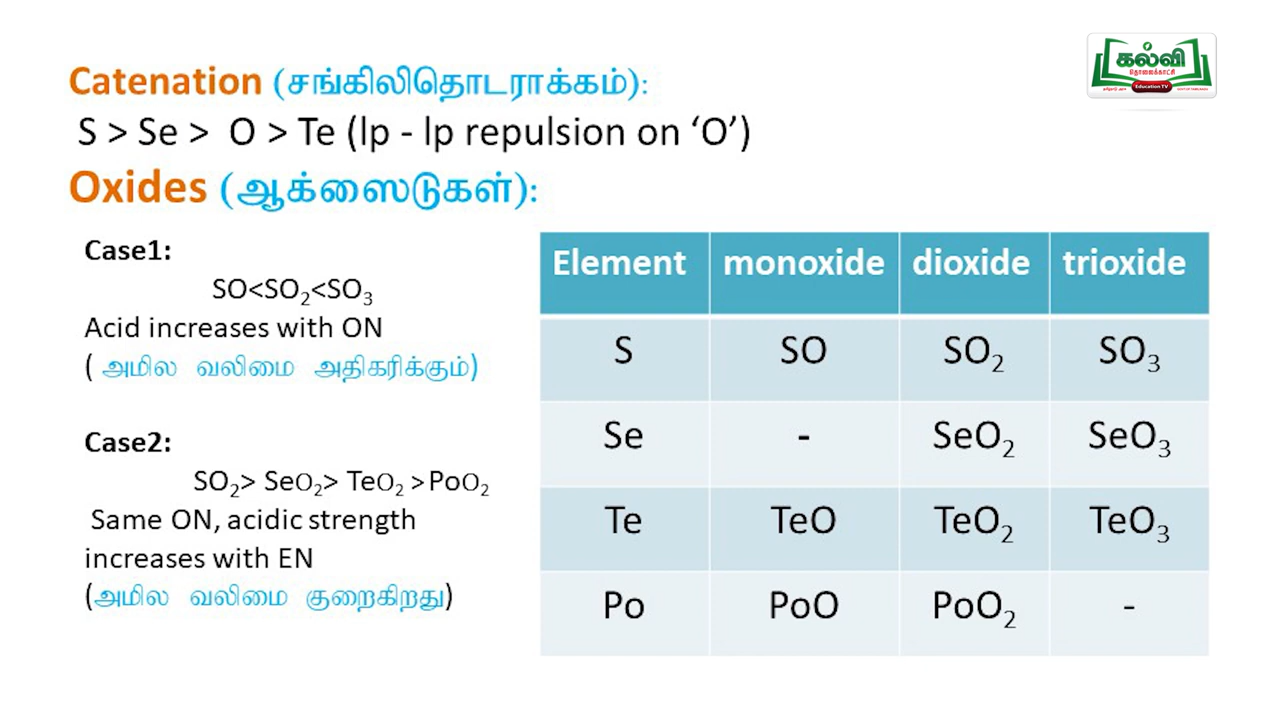 கல்வி
தொலைக்காட்சி
Education TV
Catenation (சங்கிலிதொடராக்கம்):
S > Se > O > Te (lp - lp repulsion on ‘O’)
Oxides (ஆக்ஸைடுகள்):
Case1:
SO<SO₂<SO₃
Acid increases with ON
( அமில வலிமை அதிகரிக்கும்)
Case2:
SO₂> SeO₂> TeO₂ >PoO₂
Same ON, acidic strength
increases with EN
(அமில வலிமை குறைகிறது)
Element monoxide dioxide trioxide
S SO SO₂ SO₃
Se - SeO₂ SeO₃
Te TeO TeO₂ TeO₃
Po PoO PoO₂ -